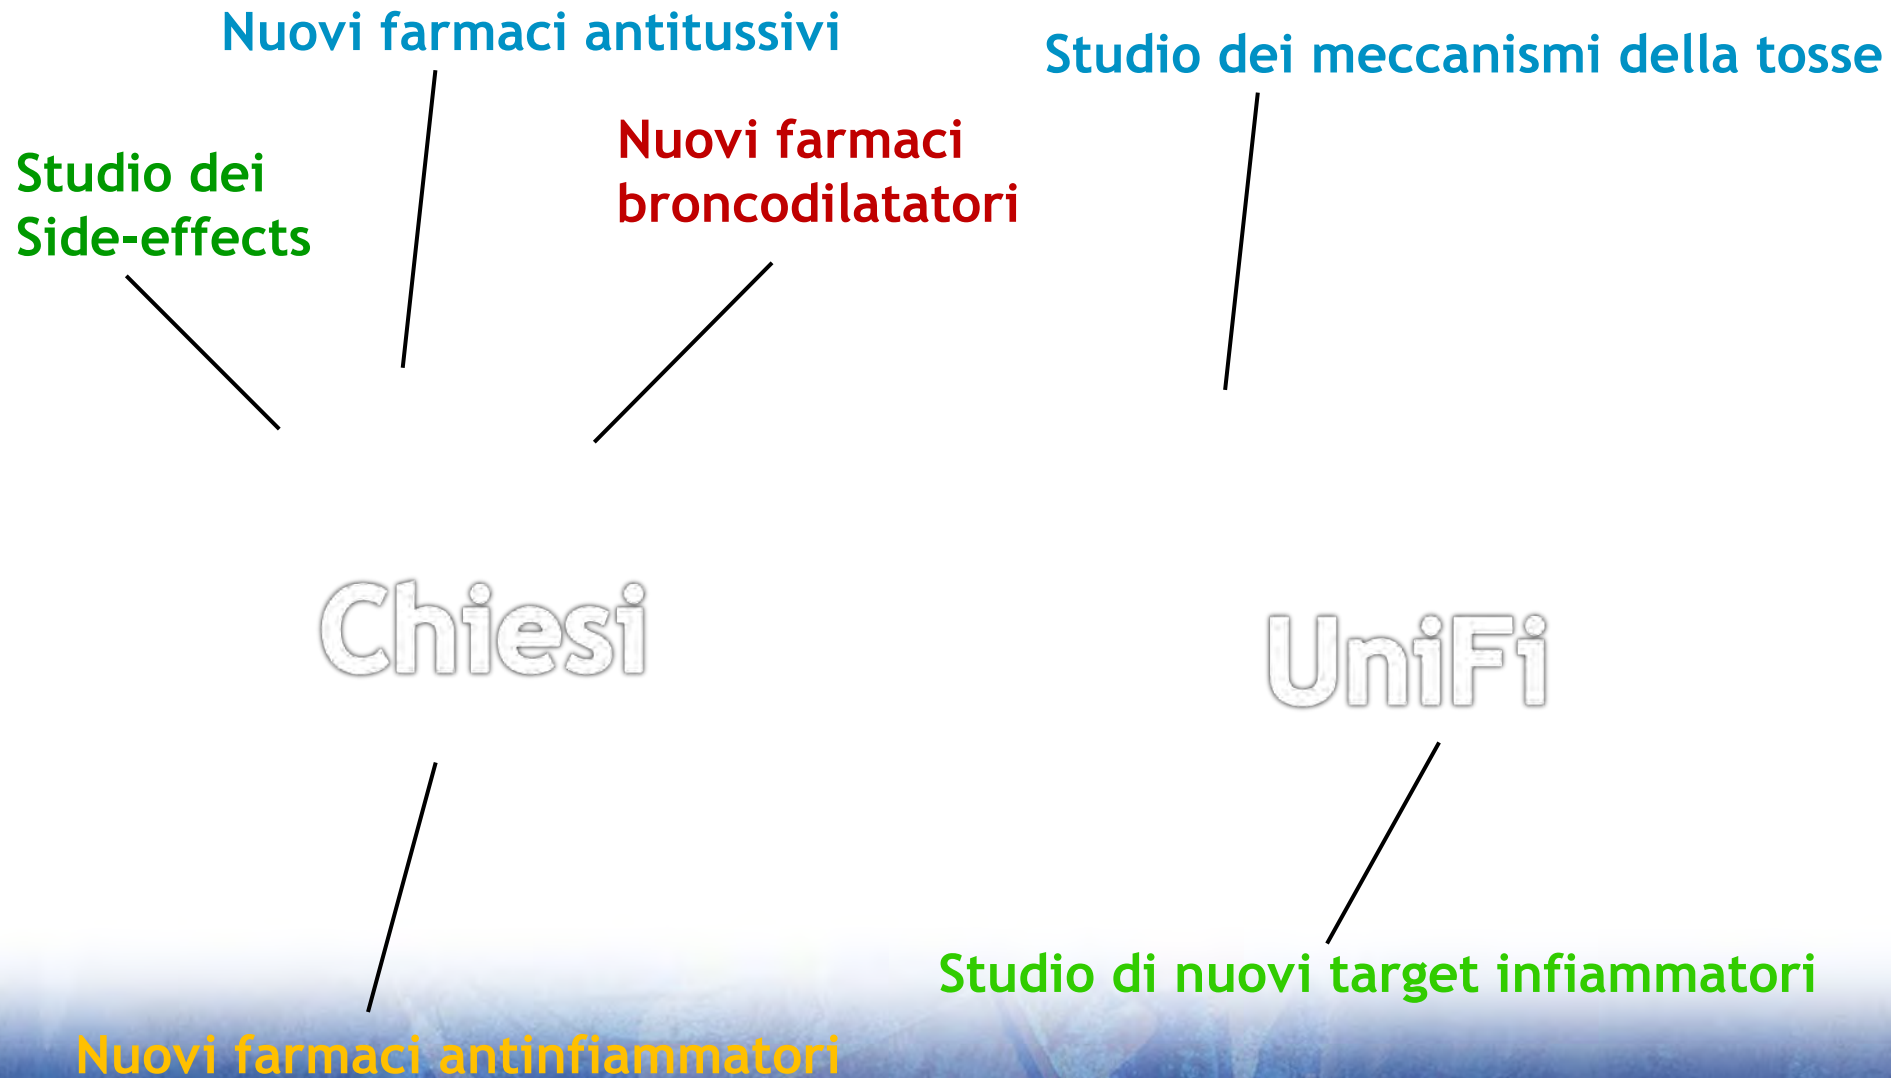 Nuovi farmaci antitussivi
Studio dei meccanismi della tosse
Nuovi farmaci
broncodilatatori
Studio dei
Side-effects
Chiesi
UniFi
Studio di nuovi target infiammatori
Nuovi farmaci antinfiammatori